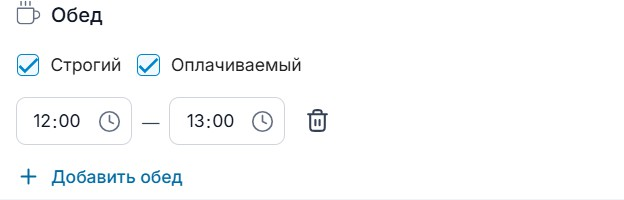 Обед
Строгий Оплачиваемый
12:00 — 13:00
+ Добавить обед